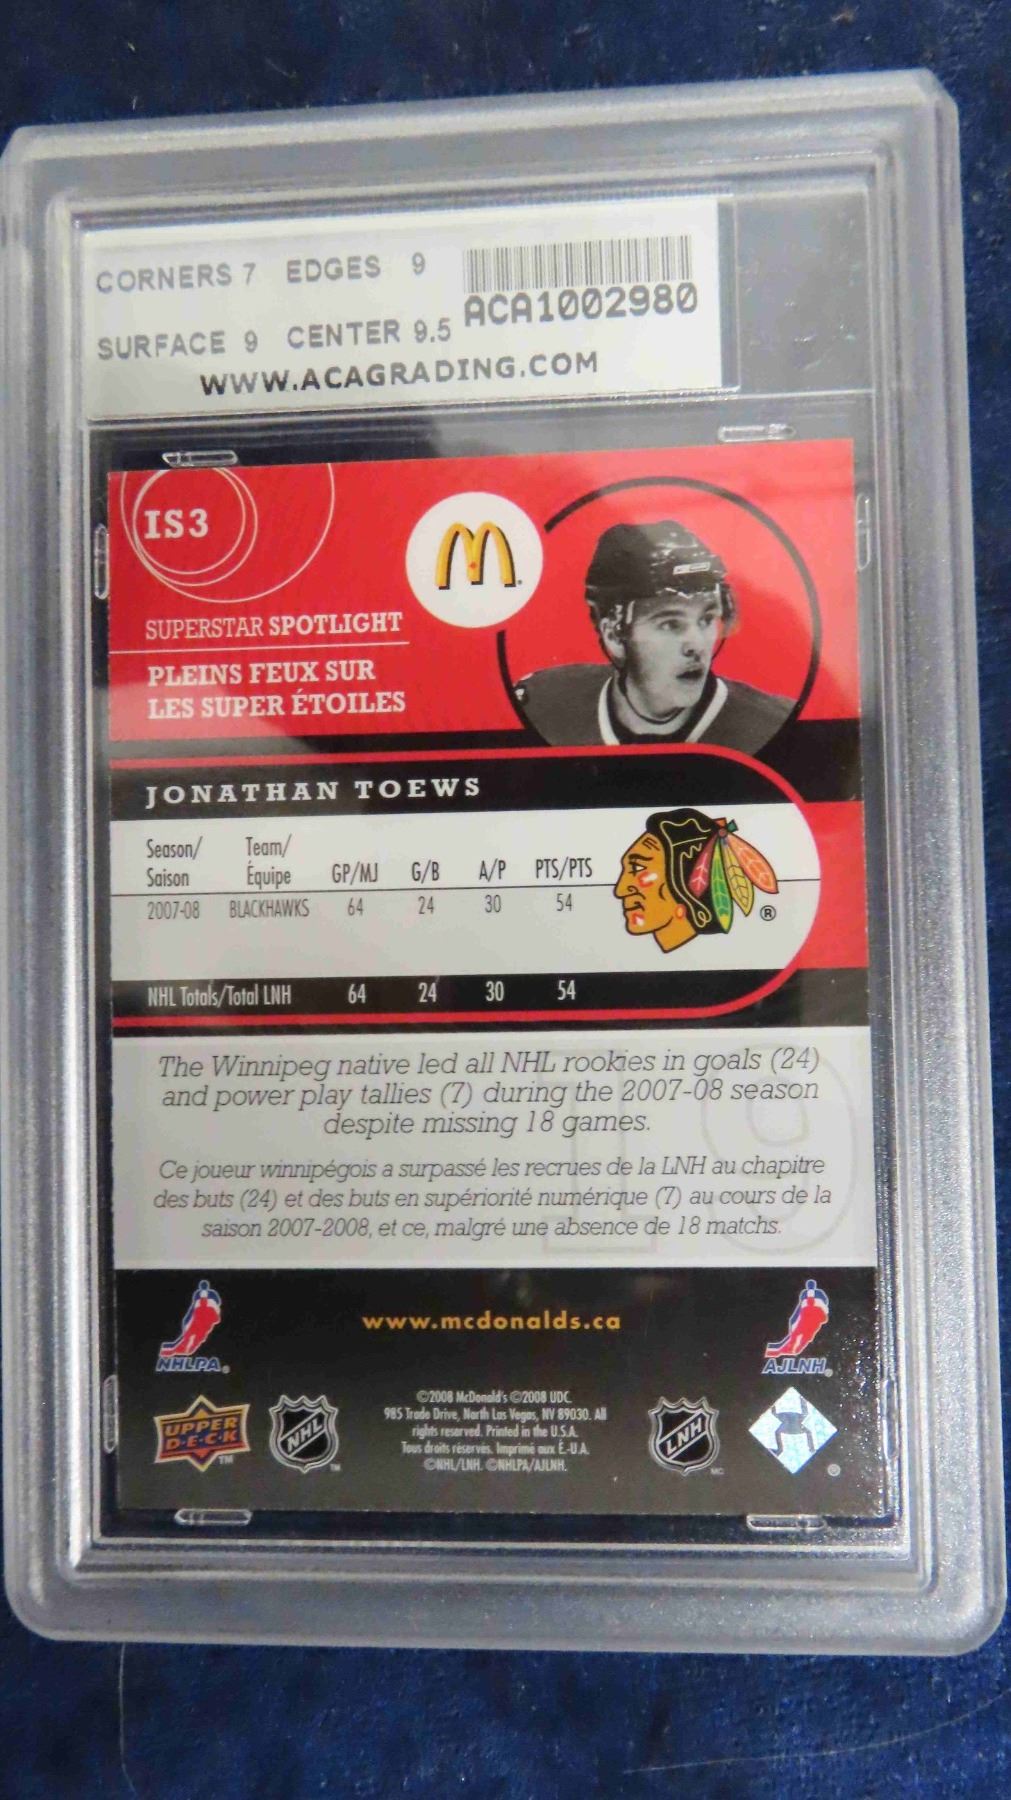 CORNERS 7 EDGES 9
SURFACE 9 CENTER 9.5
ACA1002980
WWW.ACAGRADING.COM
IS3
M
SUPERSTAR SPOTLIGHT
PLEINS FEUX SUR
LES SUPER ÉTOILES
JONATHAN TOEWS
Season/ Team/
Saison Équipe GP/MJ G/B A/P PTS/PTS
2007-08 BLACKHAWKS 64 24 30 54
®
NHL Totals/Total LNH 64 24 30 54
19
The Winnipeg native led all NHL rookies in goals (24)
and power play tallies (7) during the 2007-08 season
despite missing 18 games.
Ce joueur winnipégois a surpassé les recrues de la LNH au chapitre
des buts (24) et des buts en supériorité numérique (7) au cours de la
saison 2007-2008, et ce, malgré une absence de 18 matchs.
NHLPA®
www.mcdonalds.ca
AJLNH®
UPPER
D·E·C·K
TM
NHL
TM
©2008 McDonald's ©2008 UDC.
985 Trade Drive, North Las Vegas, NV 89030. All
rights reserved. Printed in the U.S.A.
Tous droits réservés. Imprimé aux É.-U.A.
©NHL/LNH. ©NHLPA/AJLNH.
LNH
MC
®